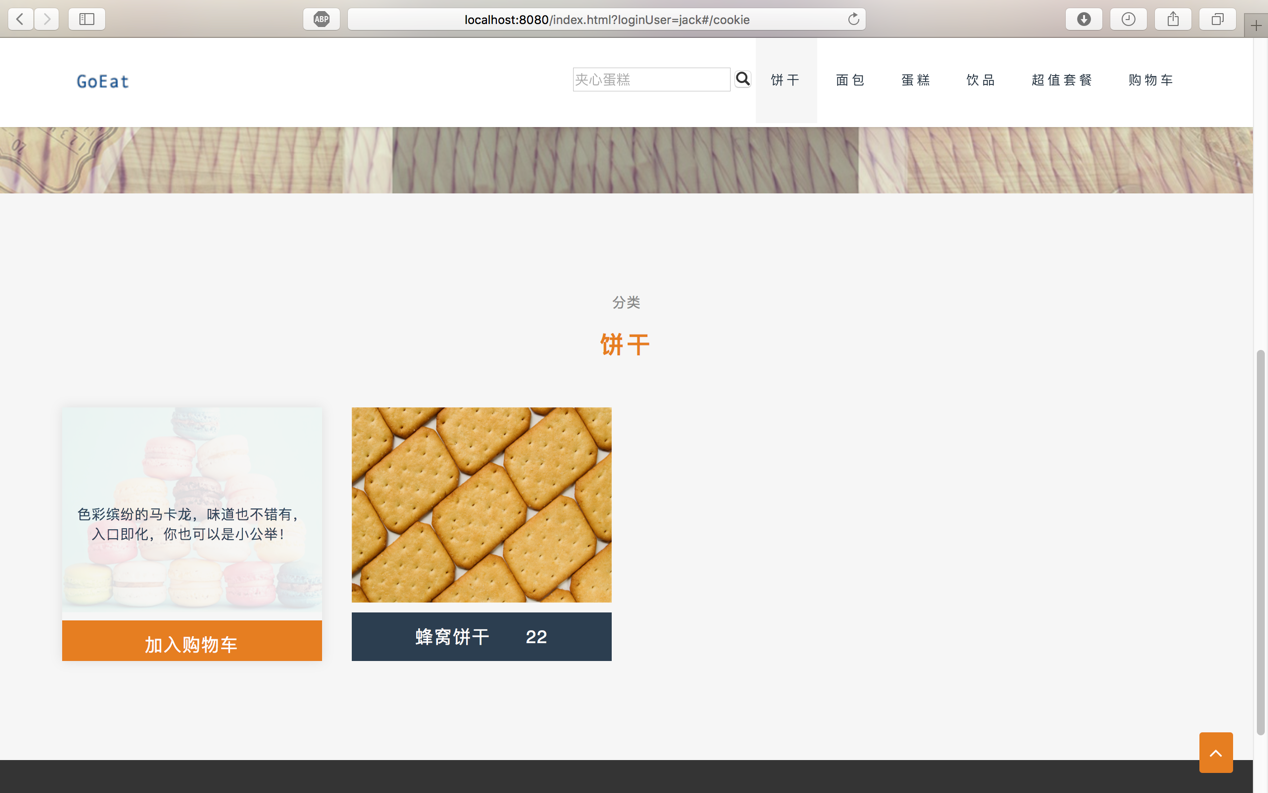 ABP
localhost:8080/index.html?loginUser=jack#/cookie
GoEat
夹心蛋糕
饼干
面包
蛋糕
饮品
超值套餐
购物车
分类
饼干
色彩缤纷的马卡龙，味道也不错有，
入口即化，你也可以是小公举！
加入购物车
蜂窝饼干 22